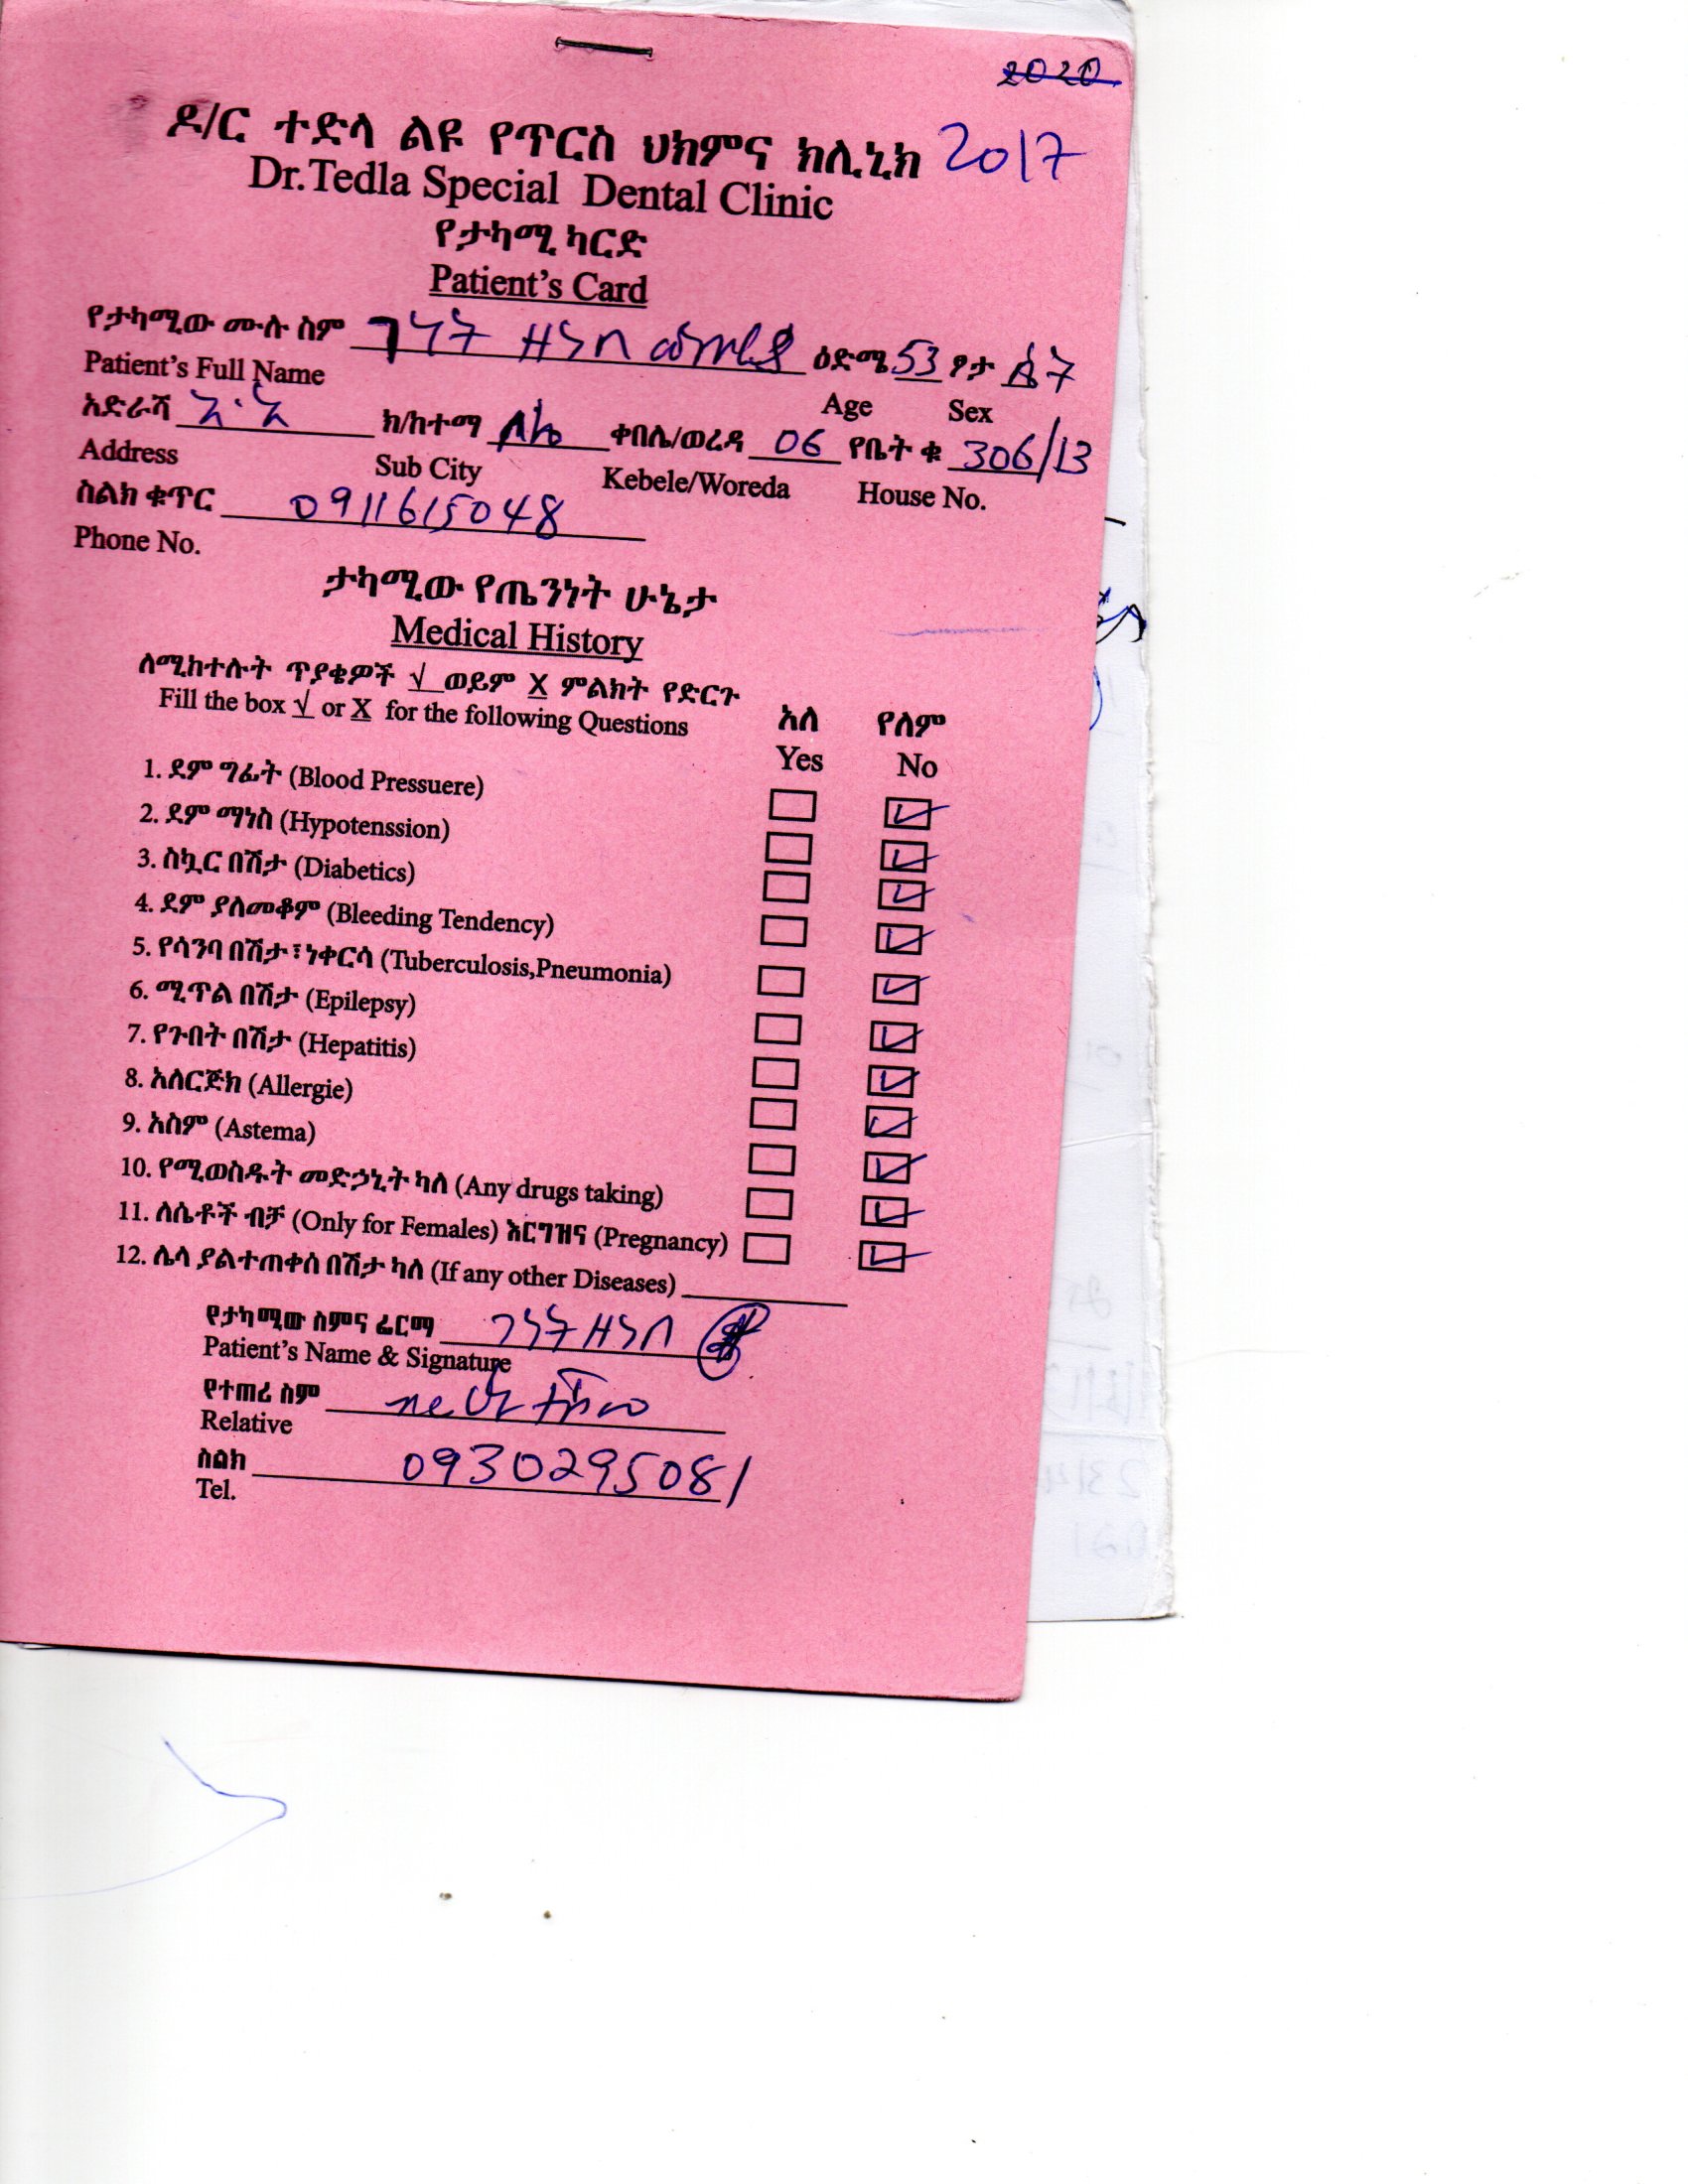 2020
ዶ/ር ተድላ ልዩ የጥርስ ህክምና ክሊኒክ 2017
Dr.Tedla Special Dental Clinic
የታካሚ ካርድ
Patient's Card
የታካሚው ሙሉ ስም ገነት ዘነበ ዕድሜ 53 ፆታ ሴት
Patient's Full Name Age Sex
አድራሻ አ.አ ክ/ከተማ ቦሌ ቀበሌ/ወረዳ 06 የቤት ቁ 306/13
Address Sub City Kebele/Woreda House No.
ስልክ ቁጥር 0911615048
Phone No.
ታካሚው የጤንነት ሁኔታ
Medical History
ለሚከተሉት ጥያቄዎች √ ወይም X ምልክት የድርጉ
Fill the box √ or X for the following Questions
አለ የለም
Yes No
1. ደም ግፊት (Blood Pressuere)
2. ደም ማነስ (Hypotenssion)
3. ስኳር በሽታ (Diabetics)
4. ደም ያለመቆም (Bleeding Tendency)
5. የሳንባ በሽታ፣ነቀርሳ (Tuberculosis,Pneumonia)
6. ሚጥል በሽታ (Epilepsy)
7. የጉበት በሽታ (Hepatitis)
8. አለርጅክ (Allergie)
9. አስም (Astema)
10. የሚወስዱት መድኃኒት ካለ (Any drugs taking)
11. ለሴቶች ብቻ (Only for Females) እርግዝና (Pregnancy)
12. ሌላ ያልተጠቀሰ በሽታ ካለ (If any other Diseases)
የታካሚው ስምና ፊርማ ገነት ዘነበ
Patient's Name & Signature
የተጠሪ ስም
Relative
ስልክ 0930295081
Tel.